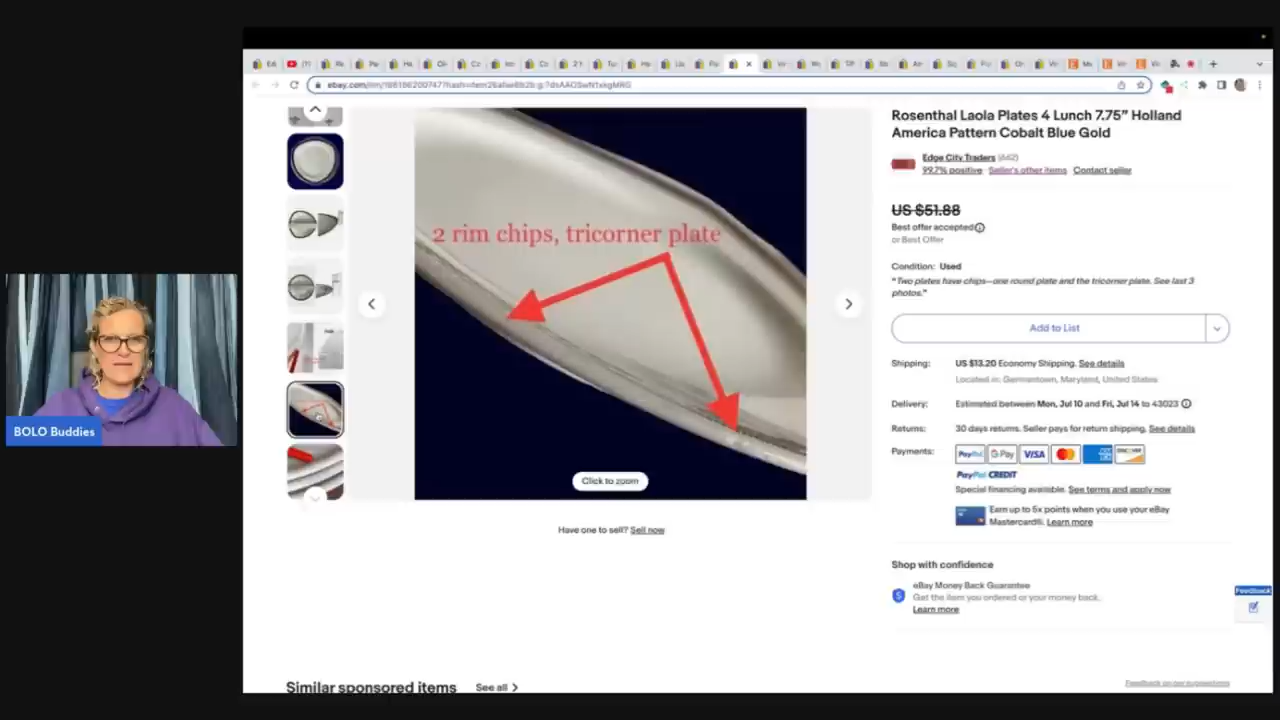 BOLO Buddies
2 rim chips, tricorner plate
Click to zoom
Have one to sell? Sell now
Rosenthal Laola Plates 4 Lunch 7.75” Holland
America Pattern Cobalt Blue Gold
Edge City Traders
99.7% positive Seller's other items Contact seller
US $51.88
Best offer accepted
or Best Offer
Condition: Used
"Two plates have chips—one round plate and the tricorner plate. See last 3
photos."
Add to List
Shipping: US $13.20 Economy Shipping. See details
Located in: Germantown, Maryland, United States
Delivery: Estimated between Mon, Jul 10 and Fri, Jul 14 to 43023
Returns: 30 days returns. Seller pays for return shipping. See details
Payments: PayPal G Pay VISA
PayPal CREDIT
Special financing available. See terms and apply now
Earn up to 5x points when you use your eBay
Mastercard®. Learn more
Shop with confidence
eBay Money Back Guarantee
Get the item you ordered or your money back.
Learn more
Feedback
Similar sponsored items See all
Feedback on our suggestions